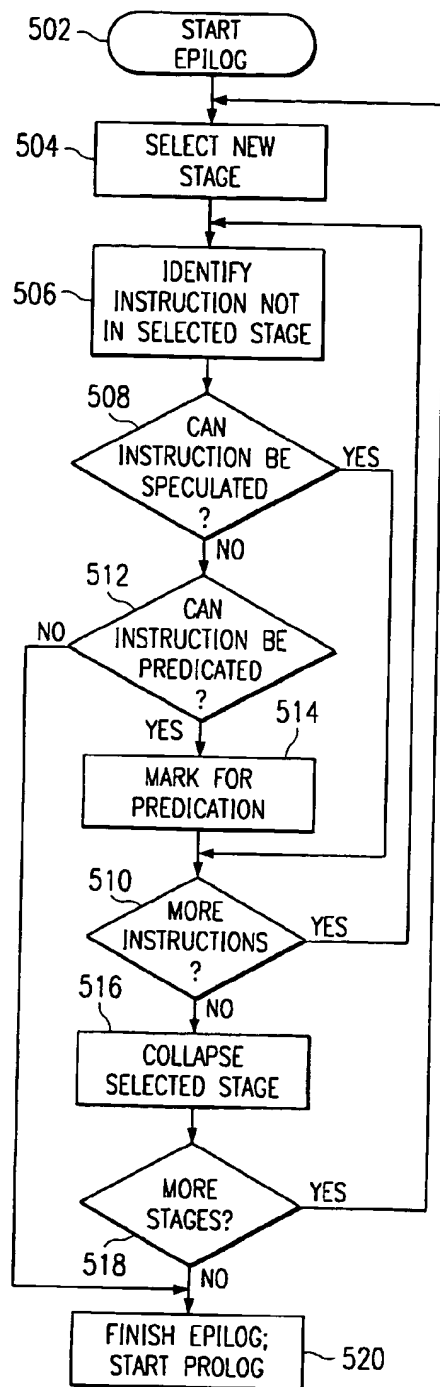 502
START
EPILOG
504
SELECT NEW
STAGE
506
IDENTIFY
INSTRUCTION NOT
IN SELECTED STAGE
508
CAN
INSTRUCTION BE
SPECULATED
?
YES
NO
512
CAN
INSTRUCTION BE
PREDICATED
?
NO
YES
514
MARK FOR
PREDICATION
510
MORE
INSTRUCTIONS
?
YES
NO
516
COLLAPSE
SELECTED STAGE
MORE
STAGES?
YES
518
NO
FINISH EPILOG;
START PROLOG
520